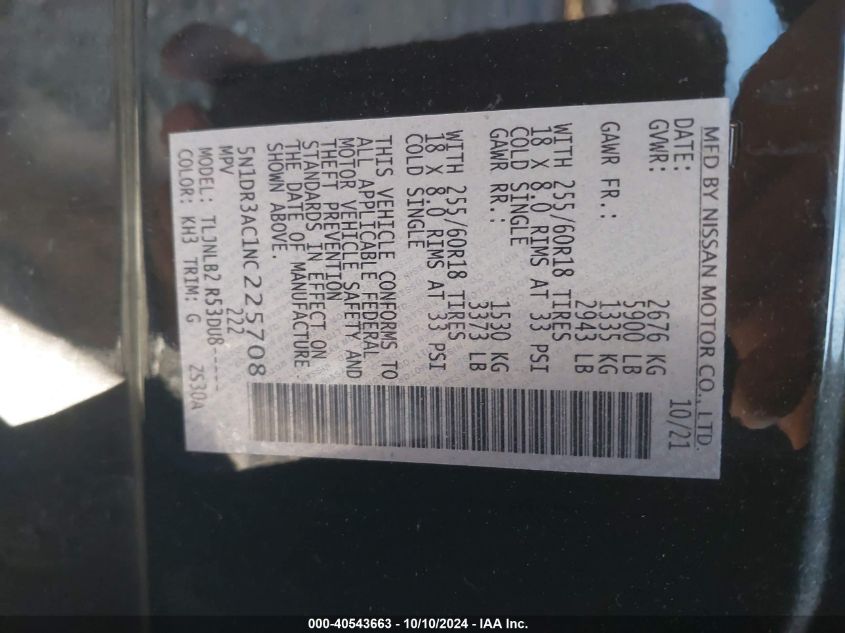 MFD BY NISSAN MOTOR CO., LTD.
DATE: 10/21
GVWR: 2676 KG
5900 LB
GAWR FR.: 1335 KG
2943 LB
WITH 255/60R18 TIRES
18 X 8.0 RIMS AT 33 PSI
COLD SINGLE
GAWR RR.: 1530 KG
3373 LB
WITH 255/60R18 TIRES
18 X 8.0 RIMS AT 33 PSI
COLD SINGLE
THIS VEHICLE CONFORMS TO
ALL APPLICABLE FEDERAL
MOTOR VEHICLE SAFETY AND
THEFT PREVENTION
STANDARDS IN EFFECT ON
THE DATE OF MANUFACTURE
SHOWN ABOVE.
5N1DR3AC1NC225708
MPV 222
MODEL: TLJNLB2 R53DU8-----
COLOR: KH3 TRIM: G 2S30A
000-40543663 - 10/10/2024 - IAA Inc.